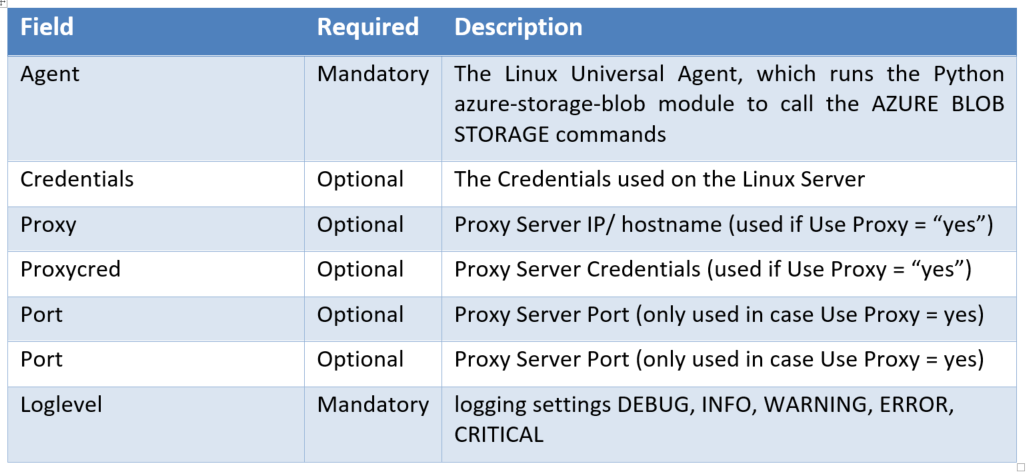 Field Required Description
Agent Mandatory The Linux Universal Agent, which runs the Python
azure-storage-blob module to call the AZURE BLOB
STORAGE commands
Credentials Optional The Credentials used on the Linux Server
Proxy Optional Proxy Server IP/ hostname (used if Use Proxy = “yes”)
Proxycred Optional Proxy Server Credentials (used if Use Proxy = “yes”)
Port Optional Proxy Server Port (only used in case Use Proxy = yes)
Port Optional Proxy Server Port (only used in case Use Proxy = yes)
Loglevel Mandatory logging settings DEBUG, INFO, WARNING, ERROR,
CRITICAL